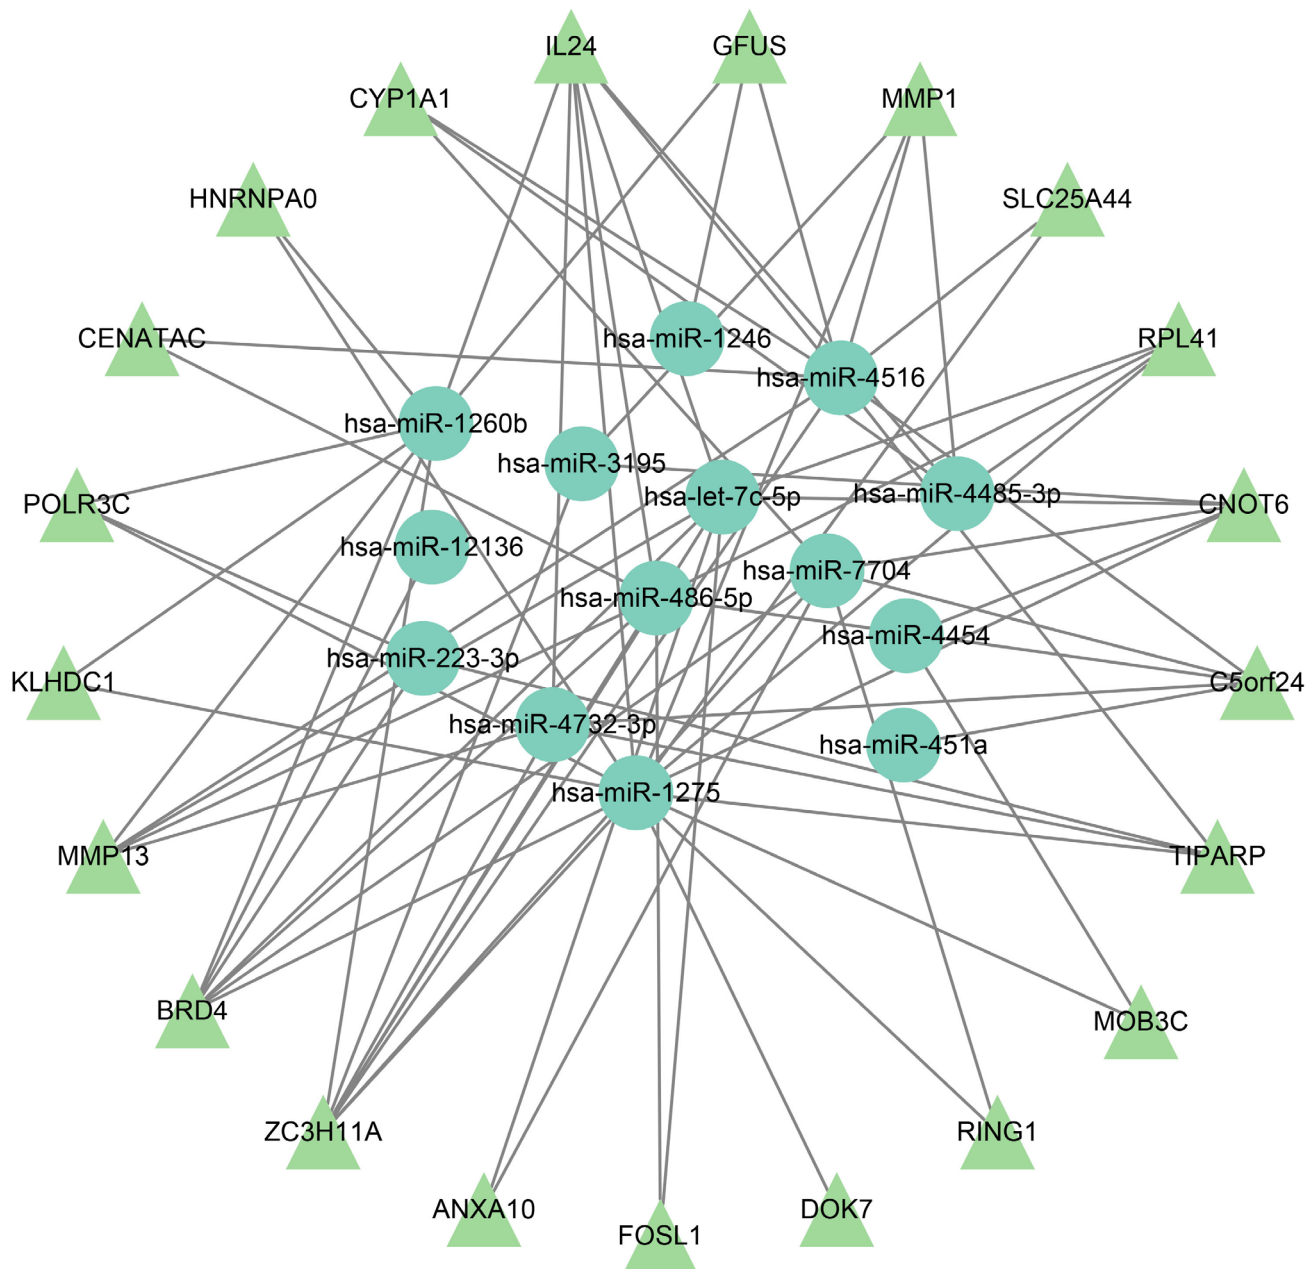 IL24
GFUS
CYP1A1
MMP1
HNRNPA0
SLC25A44
CENATAC
hsa-miR-1246
RPL41
hsa-miR-4516
hsa-miR-1260b
hsa-miR-3195
hsa-let-7c-5p
hsa-miR-4485-3p
POLR3C
CNOT6
hsa-miR-12136
hsa-miR-7704
hsa-miR-486-5p
hsa-miR-4454
hsa-miR-223-3p
KLHDC1
C5orf24
hsa-miR-4732-3p
hsa-miR-451a
hsa-miR-1275
MMP13
TIPARP
BRD4
MOB3C
ZC3H11A
RING1
ANXA10
DOK7
FOSL1